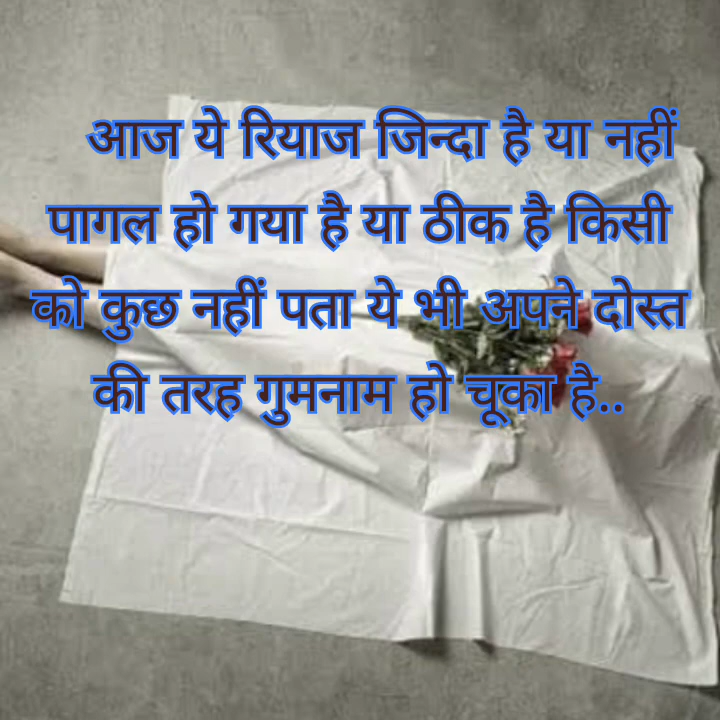 आज ये रियाज जिन्दा है या नहीं
पागल हो गया है या ठीक है किसी
को कुछ नहीं पता ये भी अपने दोस्त
की तरह गुमनाम हो चूका है..